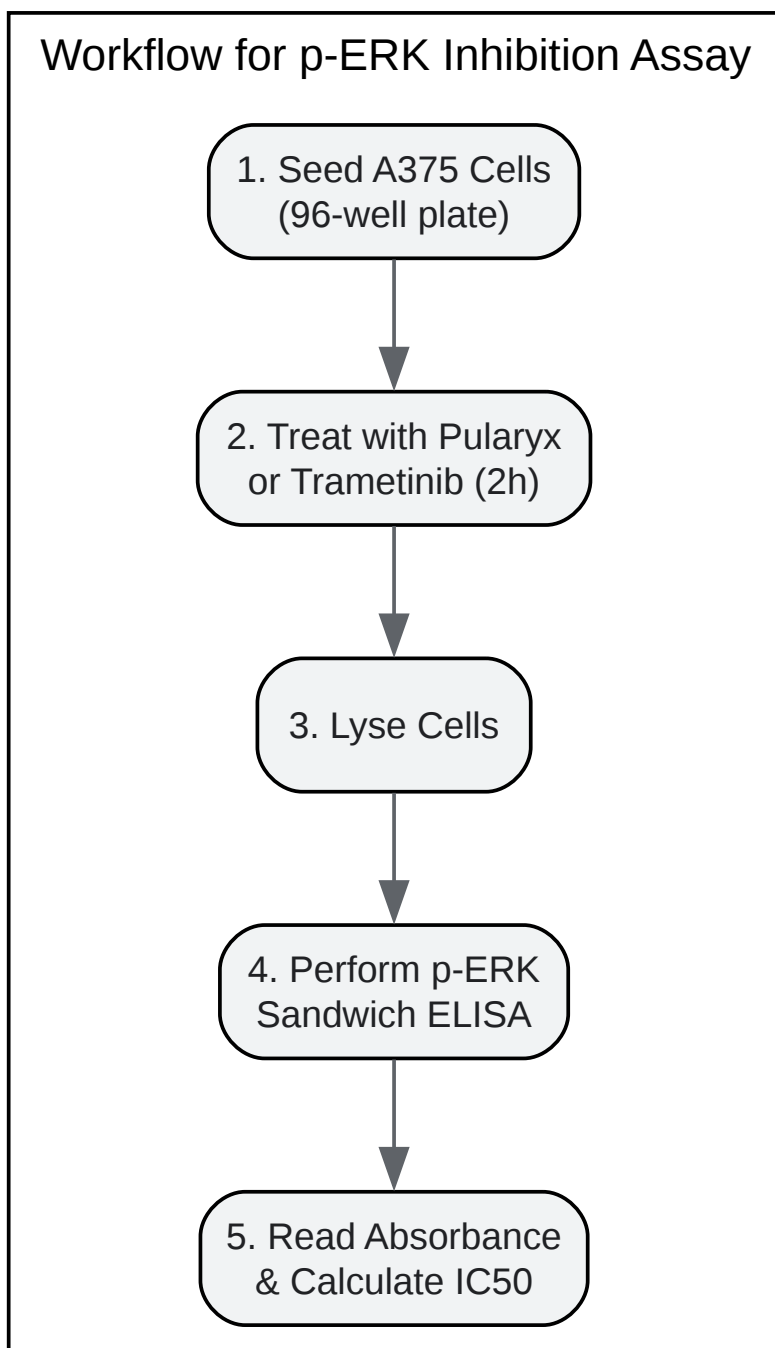 Workflow for p-ERK Inhibition Assay
1. Seed A375 Cells
(96-well plate)
2. Treat with Pularyx
or Trametinib (2h)
3. Lyse Cells
4. Perform p-ERK
Sandwich ELISA
5. Read Absorbance
& Calculate IC50